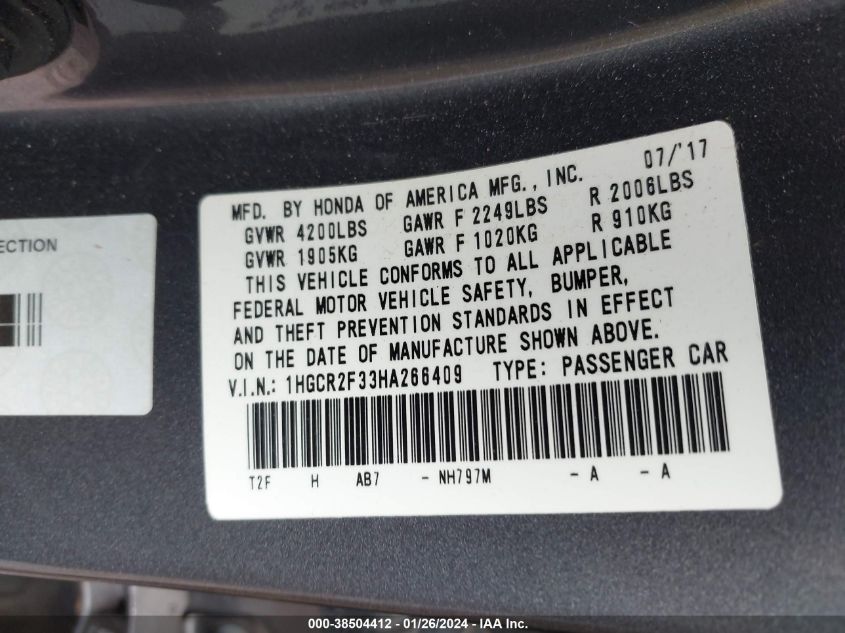 ECTION
07/'17
MFD. BY HONDA OF AMERICA MFG., INC.
GVWR 4200LBS GAWR F 2249LBS R 2006LBS
GVWR 1905KG GAWR F 1020KG R 910KG
THIS VEHICLE CONFORMS TO ALL APPLICABLE
FEDERAL MOTOR VEHICLE SAFETY, BUMPER,
AND THEFT PREVENTION STANDARDS IN EFFECT
ON THE DATE OF MANUFACTURE SHOWN ABOVE.
V.I.N.: 1HGCR2F33HA266409 TYPE: PASSENGER CAR
T2F H AB7 - NH797M - A - A
000-38504412 - 01/26/2024 - IAA Inc.